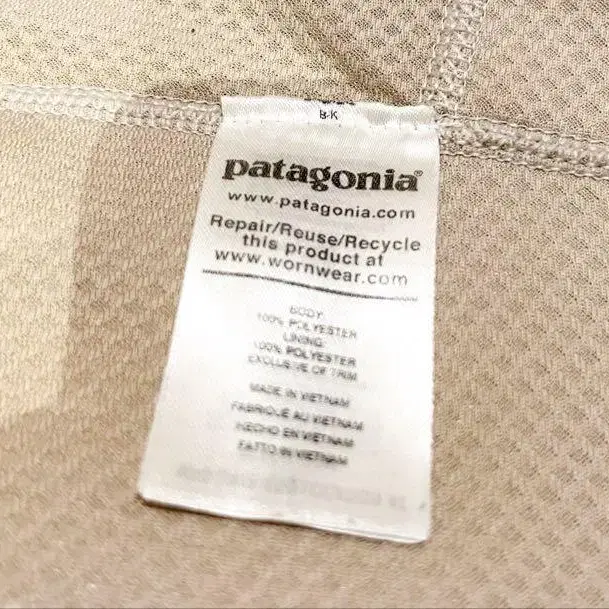 patagonia®
www.patagonia.com
Repair/Reuse/Recycle
this product at
www.wornwear.com
BODY:
100% POLYESTER
LINING:
100% POLYESTER
EXCLUSIVE OF TRIM
MADE IN VIETNAM
FABRIQUÉ AU VIETNAM
HECHO EN VIETNAM
FATTO IN VIETNAM